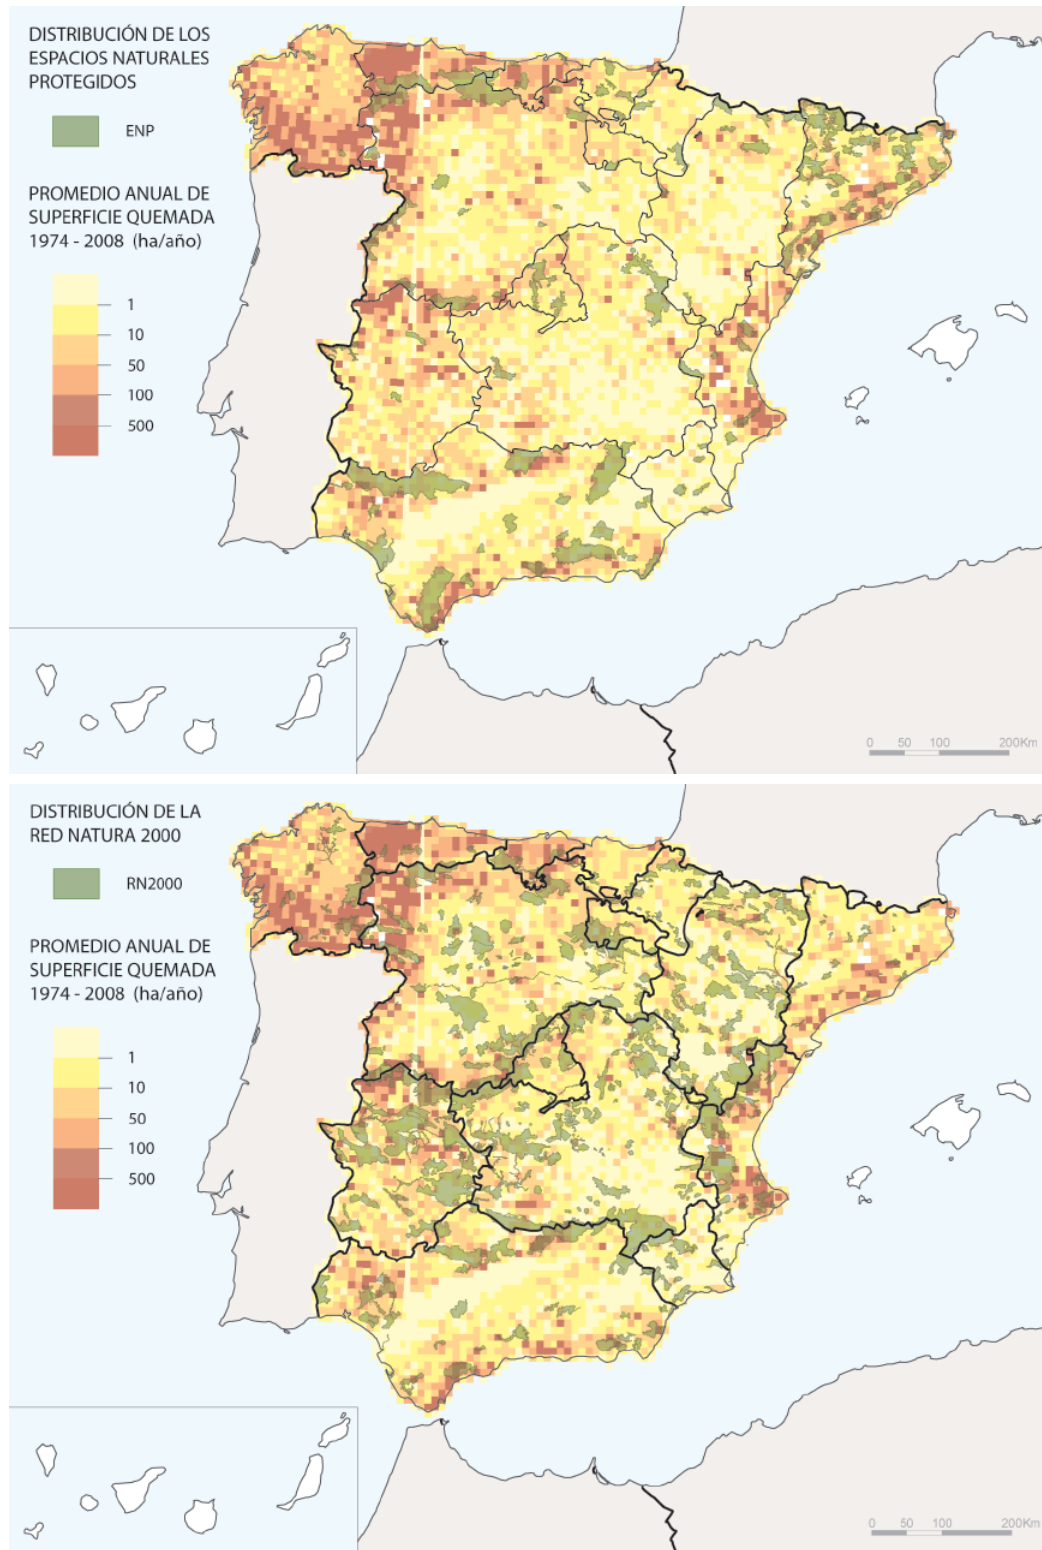 DISTRIBUCIÓN DE LOS
ESPACIOS NATURALES
PROTEGIDOS
ENP
PROMEDIO ANUAL DE
SUPERFICIE QUEMADA
1974 - 2008 (ha/año)
1
10
50
100
500
0 50 100 200Km
DISTRIBUCIÓN DE LA
RED NATURA 2000
RN2000
PROMEDIO ANUAL DE
SUPERFICIE QUEMADA
1974 - 2008 (ha/año)
1
10
50
100
500
0 50 100 200Km